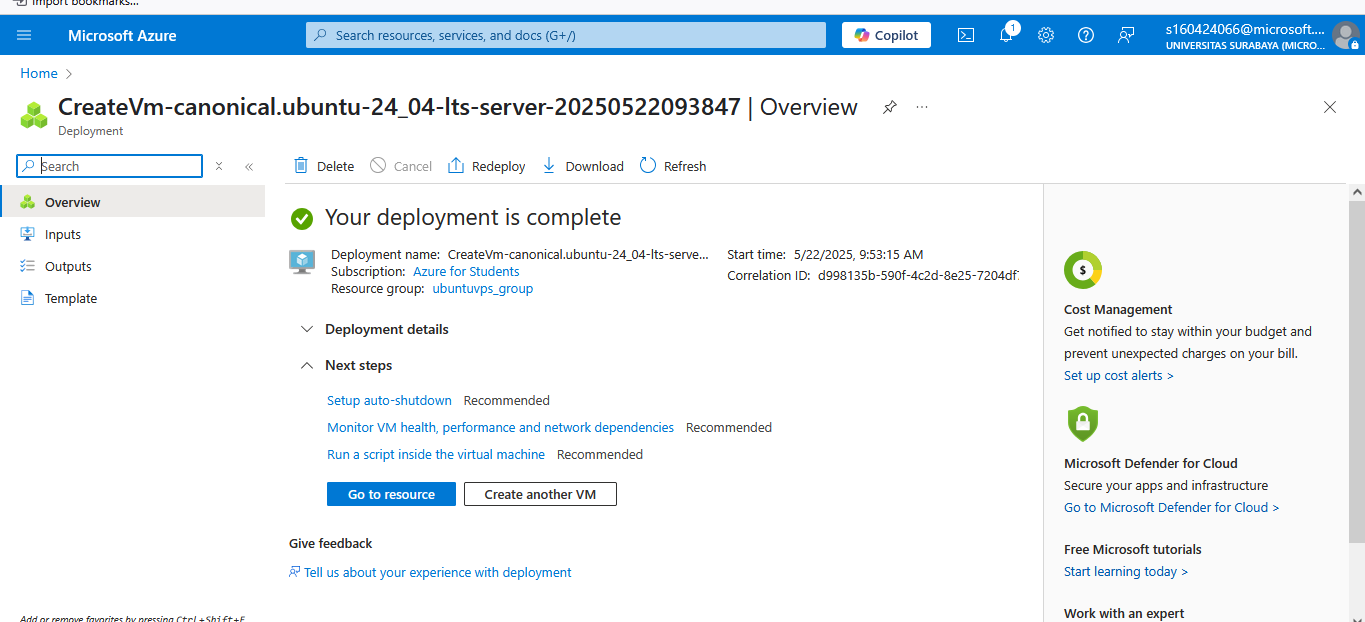 Import bookmarks...
Microsoft Azure
Search resources, services, and docs (G+/)
Copilot
1
s160424066@microsoft....
UNIVERSITAS SURABAYA (MICRO...
Home
CreateVm-canonical.ubuntu-24_04-lts-server-20250522093847 | Overview
Deployment
Search
Delete
Cancel
Redeploy
Download
Refresh
Overview
Inputs
Outputs
Template
Your deployment is complete
Deployment name: CreateVm-canonical.ubuntu-24_04-lts-serve...
Subscription: Azure for Students
Resource group: ubuntuvps_group
Start time: 5/22/2025, 9:53:15 AM
Correlation ID: d998135b-590f-4c2d-8e25-7204df
Deployment details
Next steps
Setup auto-shutdown Recommended
Monitor VM health, performance and network dependencies Recommended
Run a script inside the virtual machine Recommended
Go to resource
Create another VM
Give feedback
Tell us about your experience with deployment
$
Cost Management
Get notified to stay within your budget and
prevent unexpected charges on your bill.
Set up cost alerts >
Microsoft Defender for Cloud
Secure your apps and infrastructure
Go to Microsoft Defender for Cloud >
Free Microsoft tutorials
Start learning today >
Work with an expert
Add or remove favorites by pressing Ctrl+Shift+F